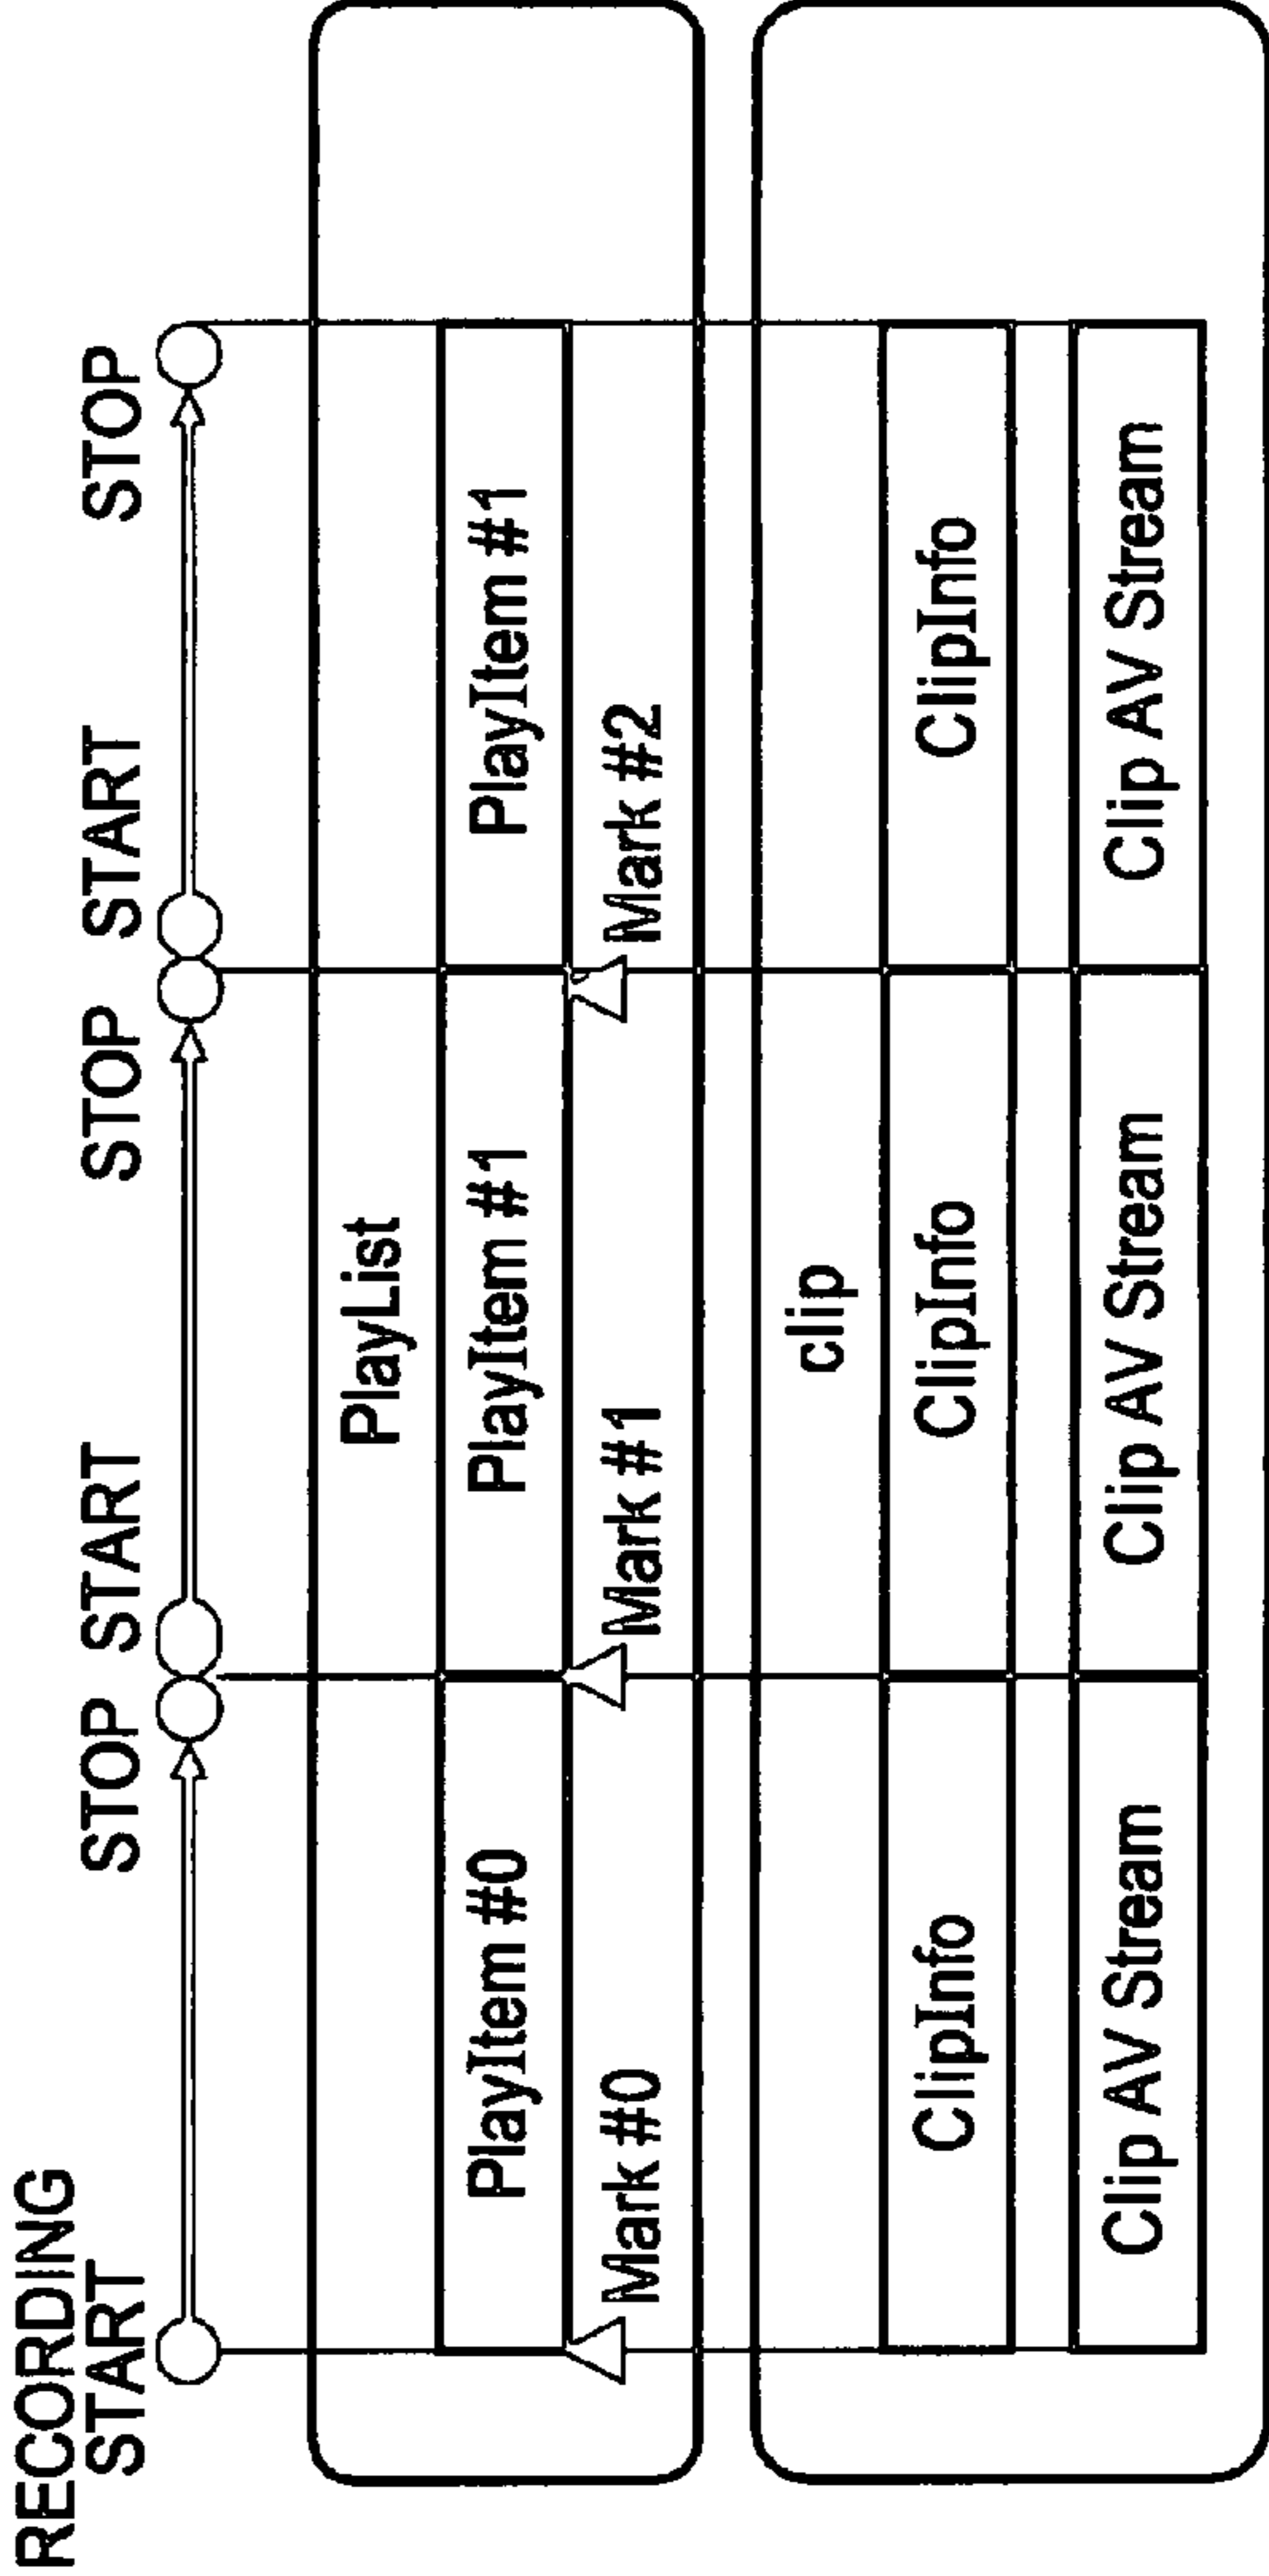 RECORDING
START STOP START STOP START STOP
PlayList
PlayItem #0 PlayItem #1 PlayItem #1
Mark #0 Mark #1 Mark #2
clip
ClipInfo ClipInfo ClipInfo
Clip AV Stream Clip AV Stream Clip AV Stream